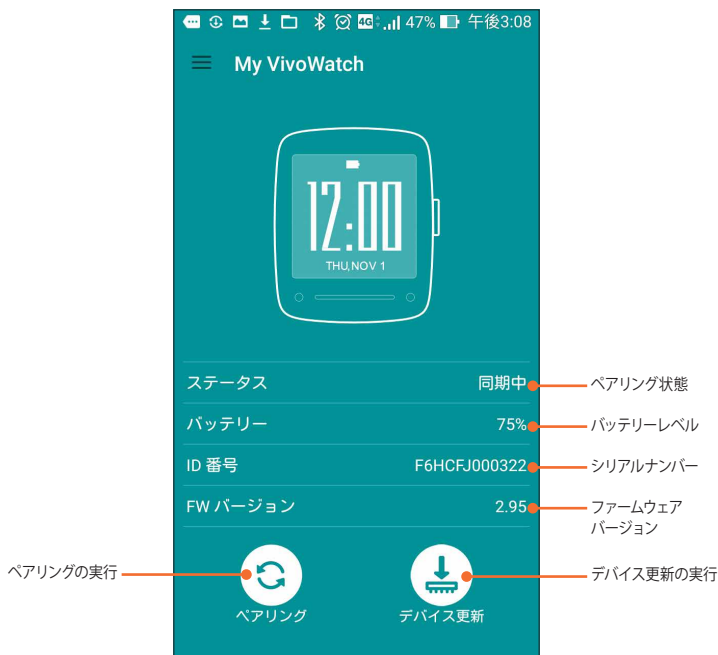 4G 47% 午後3:08
My VivoWatch
12:00
THU,NOV 1
ステータス 同期中 ペアリング状態
バッテリー 75% バッテリーレベル
ID 番号 F6HCFJ000322 シリアルナンバー
FW バージョン 2.95 ファームウェア
バージョン
ペアリングの実行
デバイス更新の実行
ペアリング デバイス更新